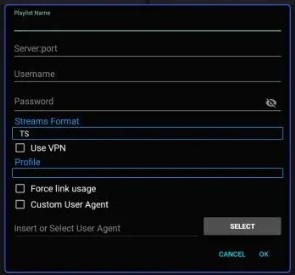 Playlist Name
Server:port
Username
Password
Streams Format
TS
Use VPN
Profile
Force link usage
Custom User Agent
Insert or Select User Agent
SELECT
CANCEL OK